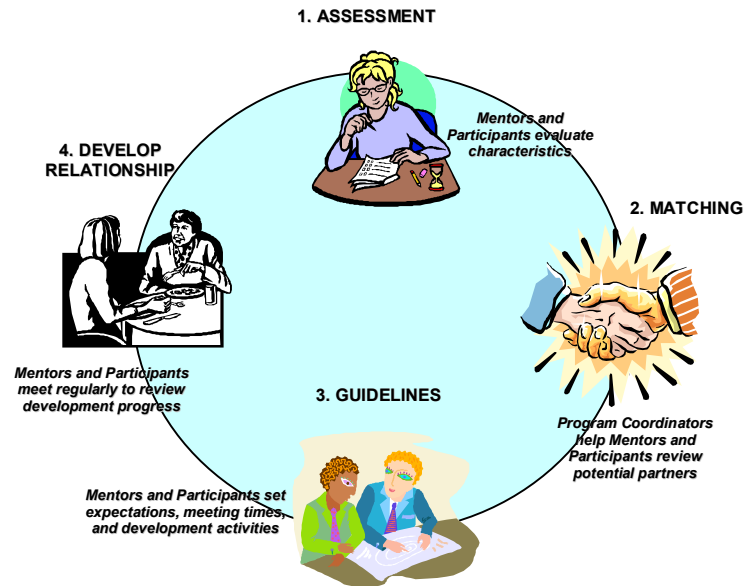 1. ASSESSMENT
Mentors and
Participants evaluate
characteristics
2. MATCHING
Program Coordinators
help Mentors and
Participants review
potential partners
3. GUIDELINES
Mentors and Participants set
expectations, meeting times,
and development activities
4. DEVELOP
RELATIONSHIP
Mentors and Participants
meet regularly to review
development progress